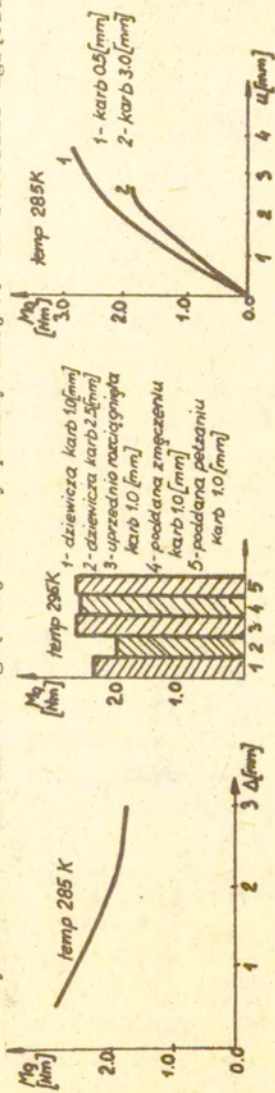 Mg
[Nm]
2.0
1.0
0.0
temp 285 K
1
2
3
Δ[mm]
Mg
[Nm]
2.0
1.0
temp 296K
1 2 3 4 5
1- dziewicza karb 1.0[mm]
2- dziewicza karb 2.5[mm]
3- uprzednio rozciągnięta
karb 1.0 [mm]
4- poddana zmęczeniu
karb 1.0 [mm]
5- poddana pełzaniu
karb 1.0 [mm]
Mg
[Nm]
3.0
2.0
1.0
0.0
temp 285K
1
2
1- karb 0.5[mm]
2- karb 3.0[mm]
1
2
3
4
u[mm]